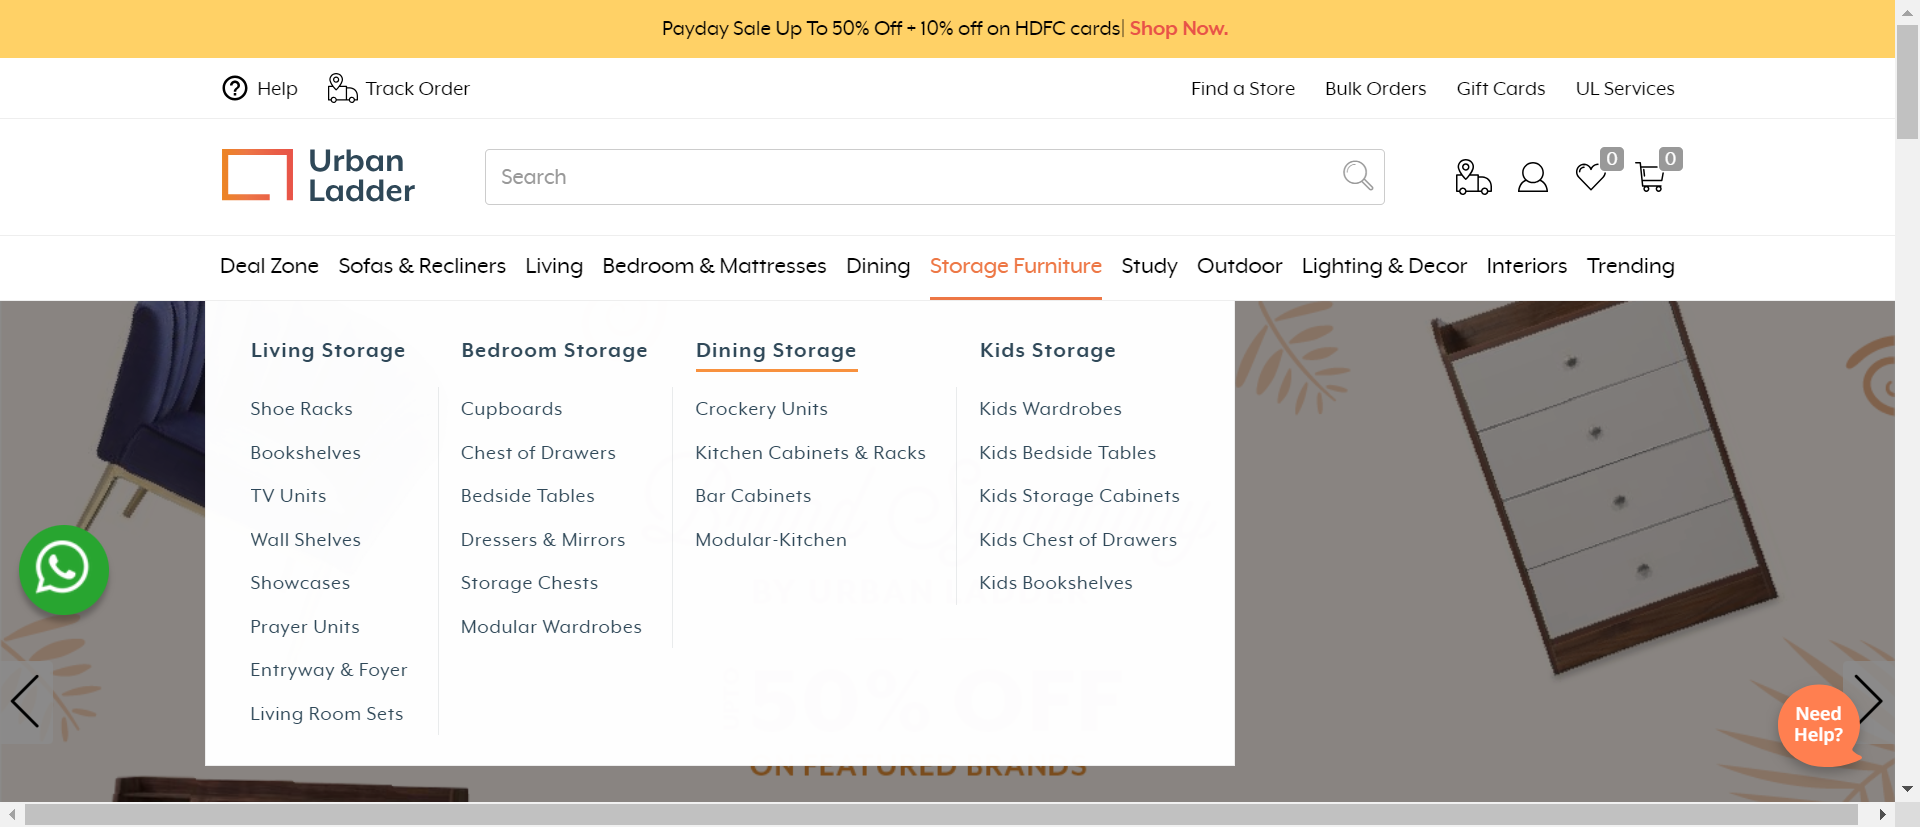 Payday Sale Up To 50% Off + 10% off on HDFC cards| Shop Now.
Help
Track Order
Find a Store
Bulk Orders
Gift Cards
UL Services
Urban
Ladder
Search
0
0
Deal Zone
Sofas & Recliners
Living
Bedroom & Mattresses
Dining
Storage Furniture
Study
Outdoor
Lighting & Decor
Interiors
Trending
Living Storage
Shoe Racks
Bookshelves
TV Units
Wall Shelves
Showcases
Prayer Units
Entryway & Foyer
Living Room Sets
Bedroom Storage
Cupboards
Chest of Drawers
Bedside Tables
Dressers & Mirrors
Storage Chests
Modular Wardrobes
Dining Storage
Crockery Units
Kitchen Cabinets & Racks
Bar Cabinets
Modular-Kitchen
Kids Storage
Kids Wardrobes
Kids Bedside Tables
Kids Storage Cabinets
Kids Chest of Drawers
Kids Bookshelves
50% OFF
ON FEATURED BRANDS
Need
Help?